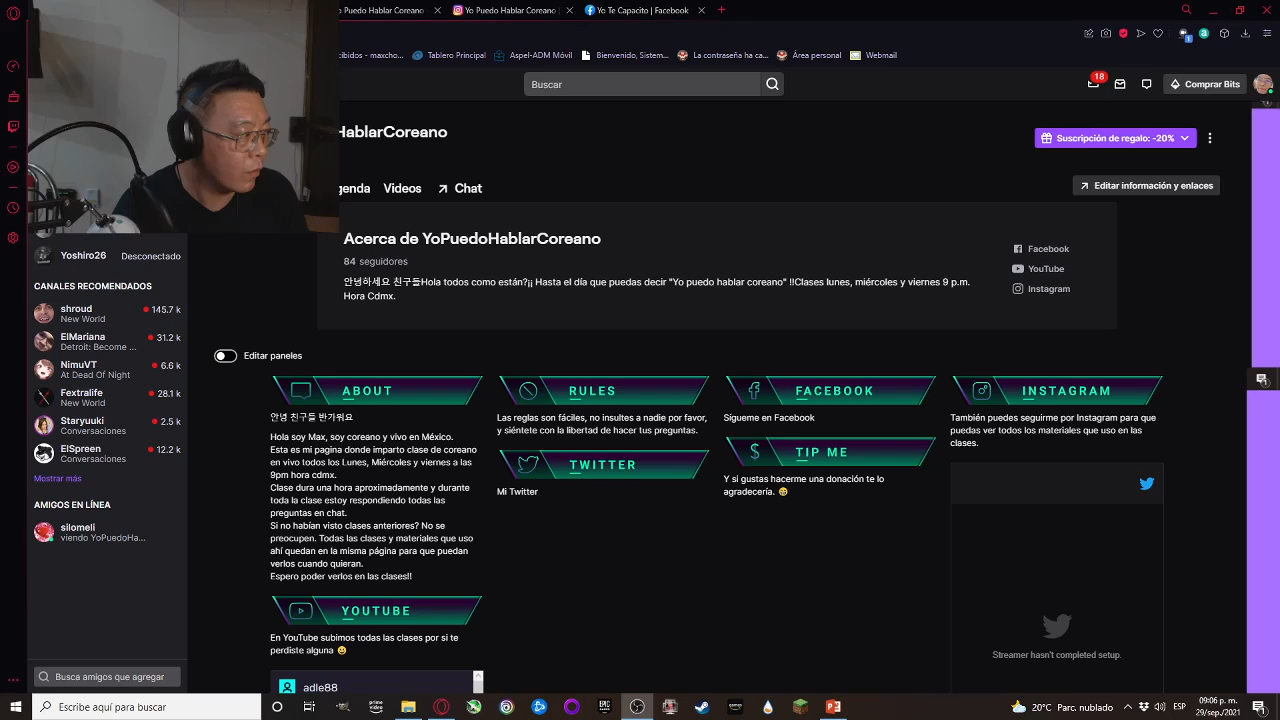 o Puedo Hablar Coreano
Yo Puedo Hablar Coreano
Yo Te Capacito | Facebook
cibidos - maxcho...
Tablero Principal
Aspel-ADM Móvil
Bienvenido, Sistem...
La contraseña ha ca...
Área personal
Webmail
Buscar
18
Comprar Bits
HablarCoreano
Suscripción de regalo: -20%
genda
Videos
Chat
Editar información y enlaces
Acerca de YoPuedoHablarCoreano
84 seguidores
안녕하세요 친구들Hola todos como están?¡¡ Hasta el día que puedas decir "Yo puedo hablar coreano" !!Clases lunes, miércoles y viernes 9 p.m.
Hora Cdmx.
Facebook
YouTube
Instagram
Yoshiro26
Desconectado
CANALES RECOMENDADOS
shroud
145.7 k
New World
ElMariana
31.2 k
Detroit: Become ...
NimuVT
6.6 k
At Dead Of Night
Fextralife
28.1 k
New World
Staryuuki
2.5 k
Conversaciones
ElSpreen
12.2 k
Conversaciones
Mostrar más
AMIGOS EN LÍNEA
silomeli
viendo YoPuedoHa...
Busca amigos que agregar
Editar paneles
ABOUT
안녕 친구들 반가워요
Hola soy Max, soy coreano y vivo en México.
Esta es mi pagina donde imparto clase de coreano
en vivo todos los Lunes, Miércoles y viernes a las
9pm hora cdmx.
Clase dura una hora aproximadamente y durante
toda la clase estoy respondiendo todas las
preguntas en chat.
Si no habían visto clases anteriores? No se
preocupen. Todas las clases y materiales que uso
ahí quedan en la misma página para que puedan
verlos cuando quieran.
Espero poder verlos en las clases!!
YOUTUBE
En YouTube subimos todas las clases por si te
perdiste alguna 😀
adle88
RULES
Las reglas son fáciles, no insultes a nadie por favor,
y siéntete con la libertad de hacer tus preguntas.
TWITTER
Mi Twitter
FACEBOOK
Sígueme en Facebook
TIP ME
Y si gustas hacerme una donación te lo
agradecería. 😁
INSTAGRAM
También puedes seguirme por Instagram para que
puedas ver todos los materiales que uso en las
clases.
Streamer hasn't completed setup.
Escribe aquí para buscar
20°C Parc. nublado
ESP
09:06 p. m.
29/sep./2021